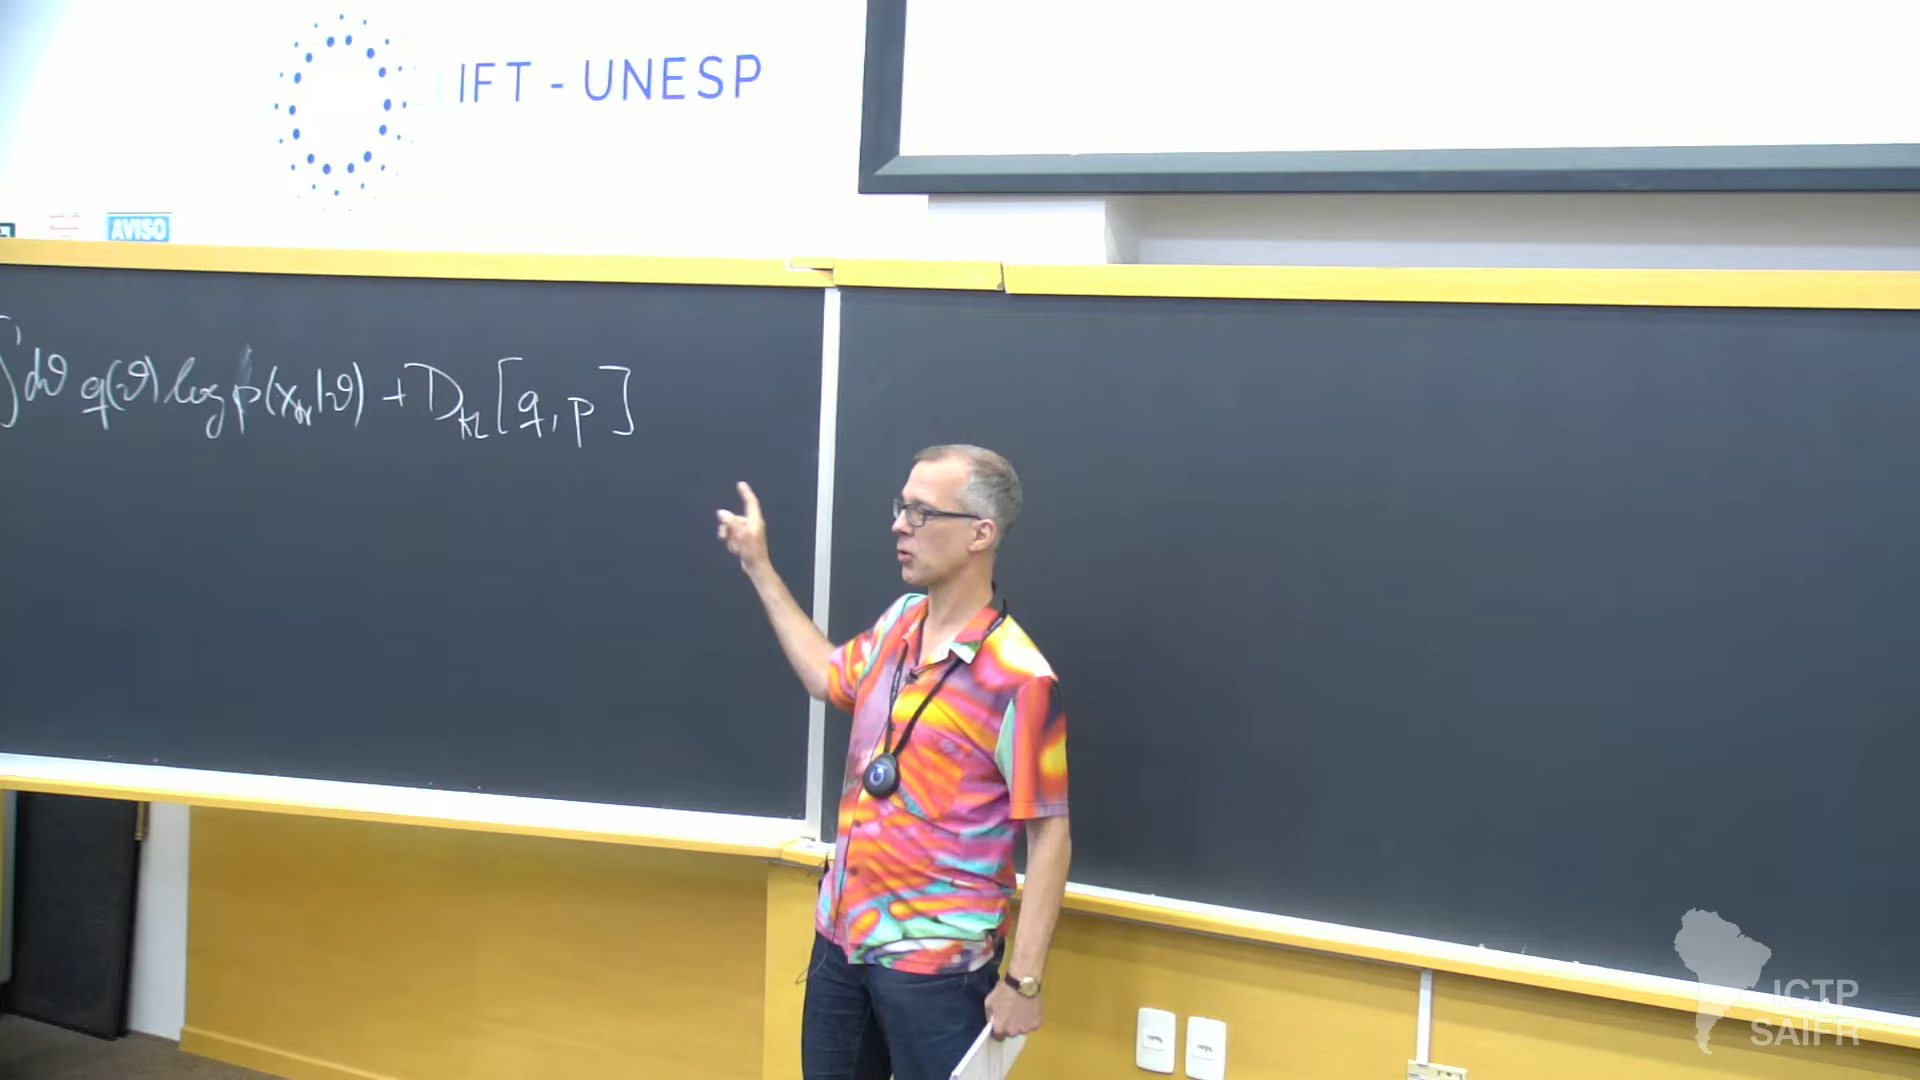 IFT - UNESP
AVISO
∫dϑ q(ϑ) log p(x_tr|ϑ) + D_KL[q, p]
ICTP
SAIFR